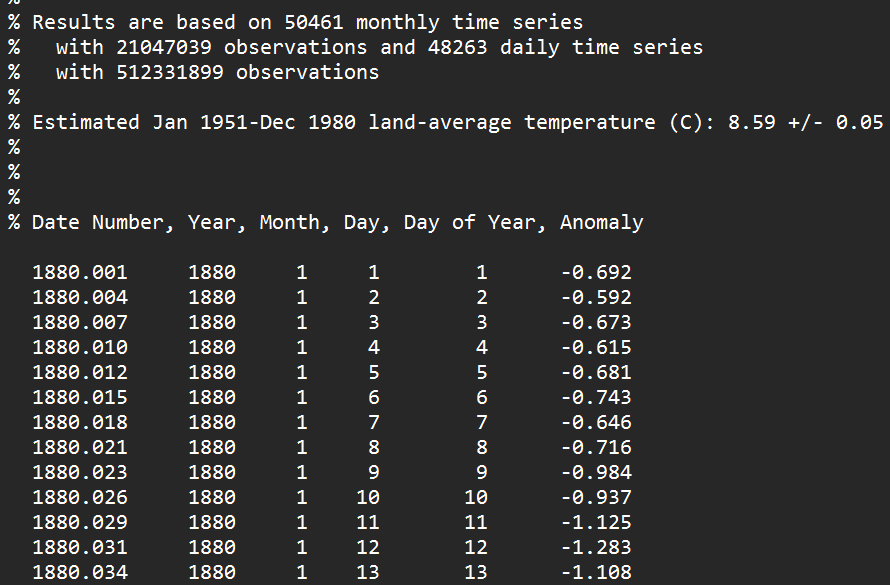 %
% Results are based on 50461 monthly time series
%   with 21047039 observations and 48263 daily time series
%   with 512331899 observations
%
% Estimated Jan 1951-Dec 1980 land-average temperature (C): 8.59 +/- 0.05
%
%
%
% Date Number, Year, Month, Day, Day of Year, Anomaly
1880.001     1880     1     1        1      -0.692
1880.004     1880     1     2        2      -0.592
1880.007     1880     1     3        3      -0.673
1880.010     1880     1     4        4      -0.615
1880.012     1880     1     5        5      -0.681
1880.015     1880     1     6        6      -0.743
1880.018     1880     1     7        7      -0.646
1880.021     1880     1     8        8      -0.716
1880.023     1880     1     9        9      -0.984
1880.026     1880     1    10       10      -0.937
1880.029     1880     1    11       11      -1.125
1880.031     1880     1    12       12      -1.283
1880.034     1880     1    13       13      -1.108